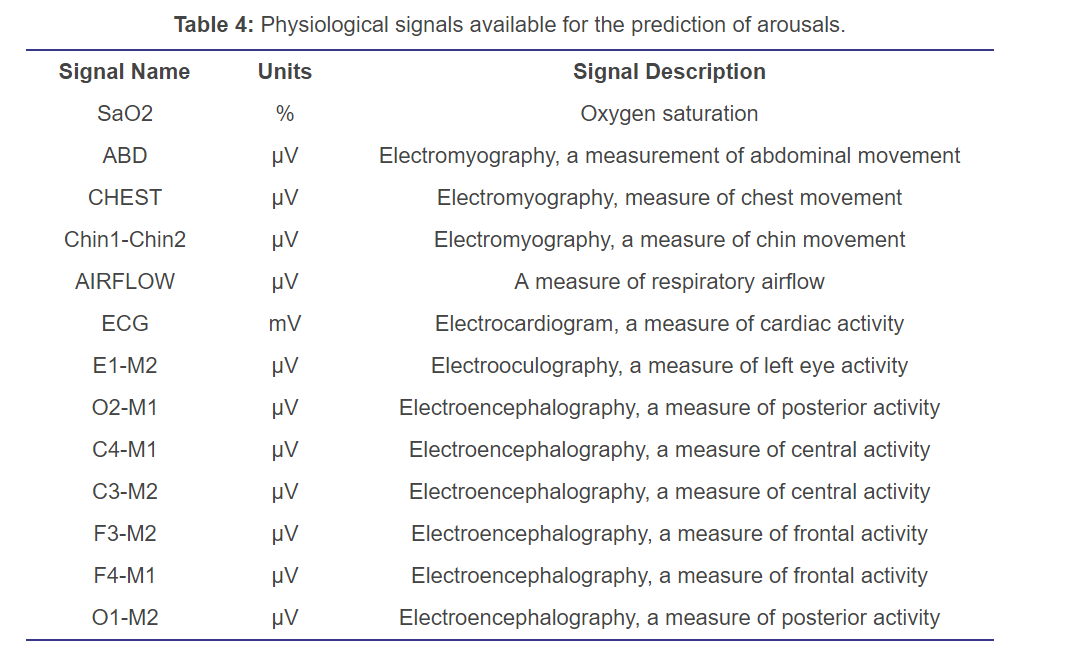 Table 4: Physiological signals available for the prediction of arousals.
Signal Name Units Signal Description
SaO2 % Oxygen saturation
ABD µV Electromyography, a measurement of abdominal movement
CHEST µV Electromyography, measure of chest movement
Chin1-Chin2 µV Electromyography, a measure of chin movement
AIRFLOW µV A measure of respiratory airflow
ECG mV Electrocardiogram, a measure of cardiac activity
E1-M2 µV Electrooculography, a measure of left eye activity
O2-M1 µV Electroencephalography, a measure of posterior activity
C4-M1 µV Electroencephalography, a measure of central activity
C3-M2 µV Electroencephalography, a measure of central activity
F3-M2 µV Electroencephalography, a measure of frontal activity
F4-M1 µV Electroencephalography, a measure of frontal activity
O1-M2 µV Electroencephalography, a measure of posterior activity